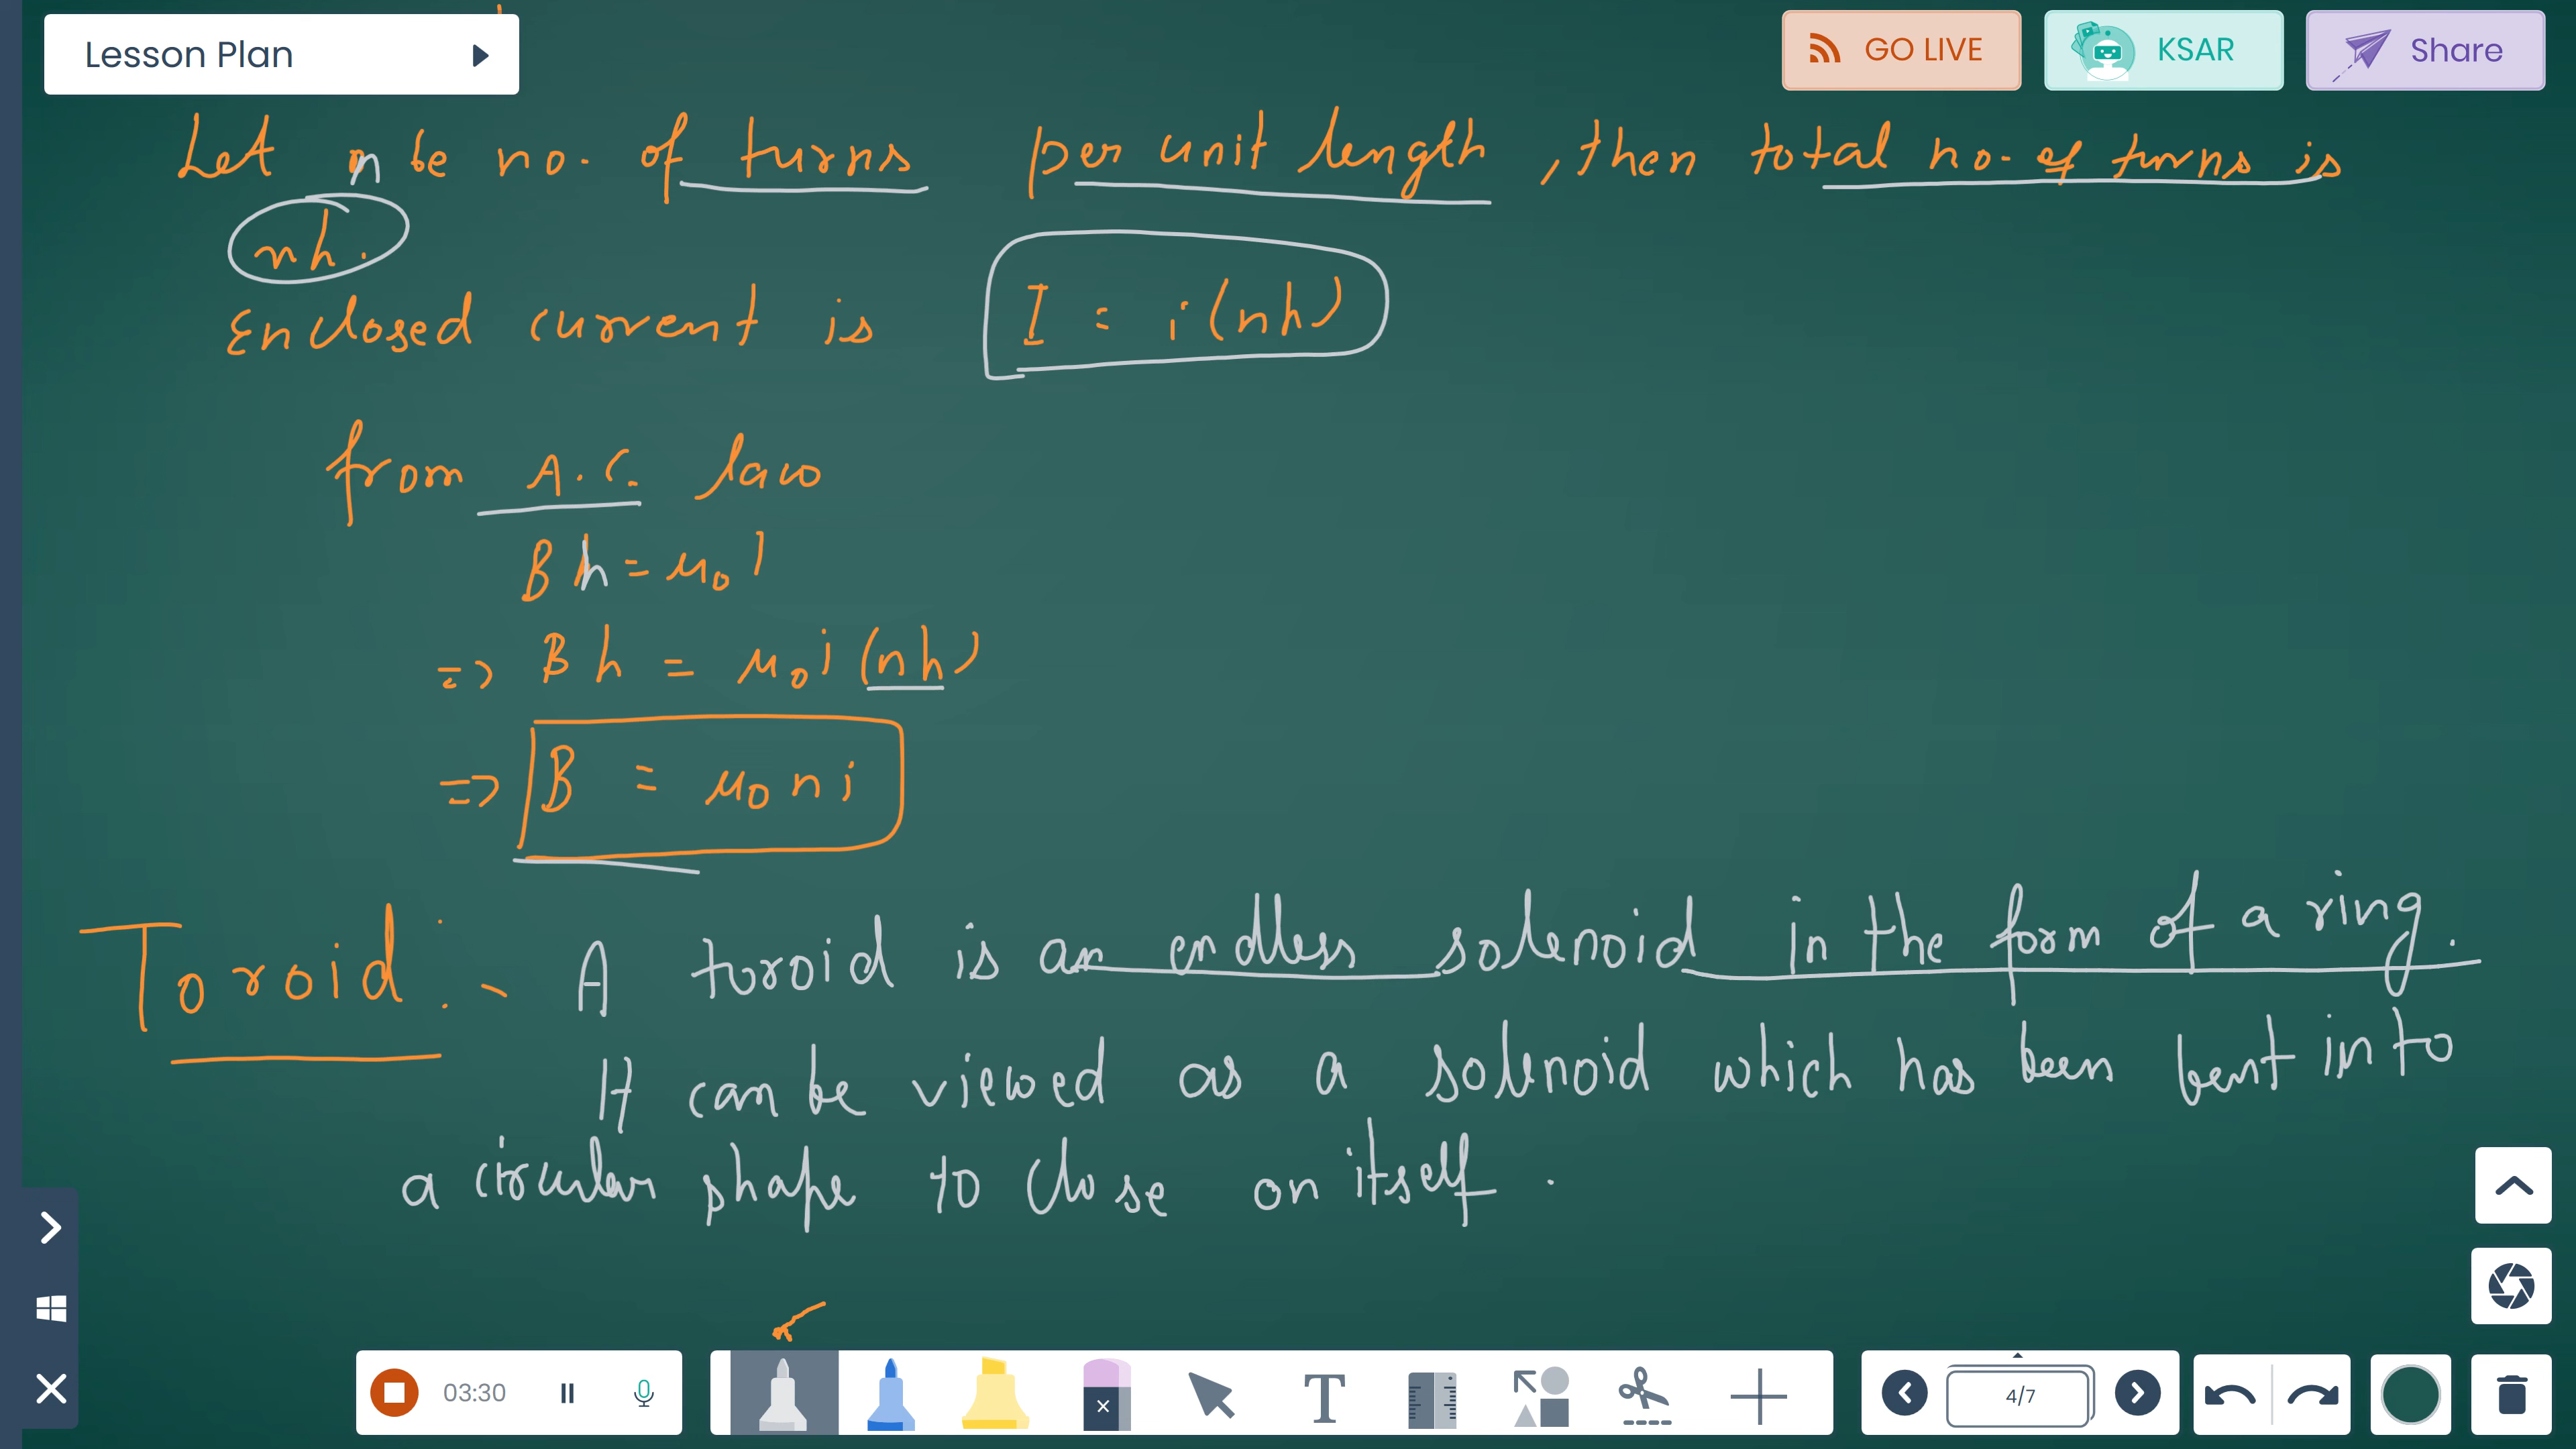 Lesson Plan
GO LIVE
KSAR
Share
Let n be no. of turns per unit length, then total no. of turns is
nh.
Enclosed current is I = i(nh)
from A.C. law
Bh = μ₀I
=> Bh = μ₀i(nh)
=> B = μ₀ni
Toroid :- A toroid is an endless solenoid in the form of a ring.
It can be viewed as a solenoid which has been bent into
a circular shape to close on itself.
03:30
T
4/7